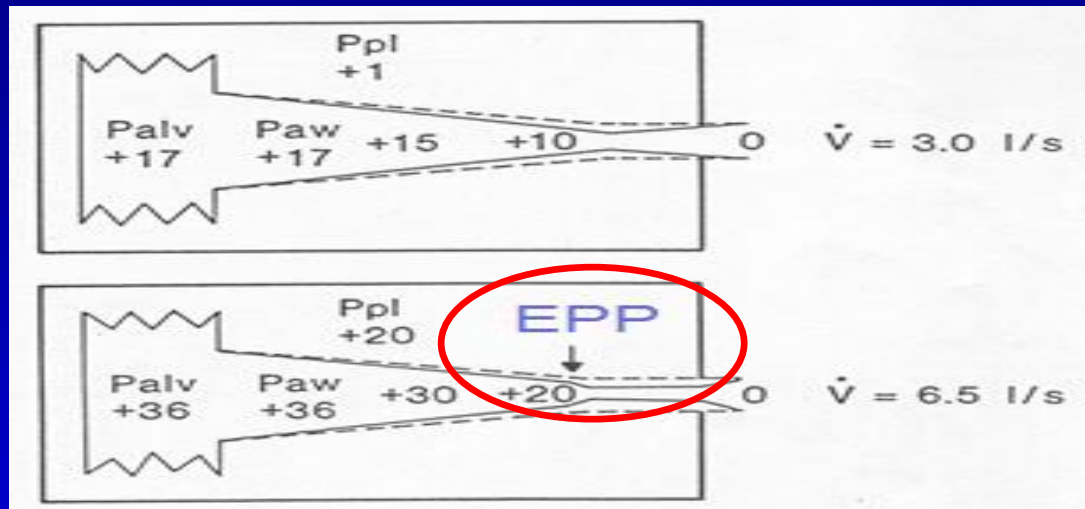 Ppl
+1
Palv Paw +15 +10 0 V̇ = 3.0 l/s
+17 +17
Ppl EPP
+20
Palv Paw +30 +20 0 V̇ = 6.5 l/s
+36 +36